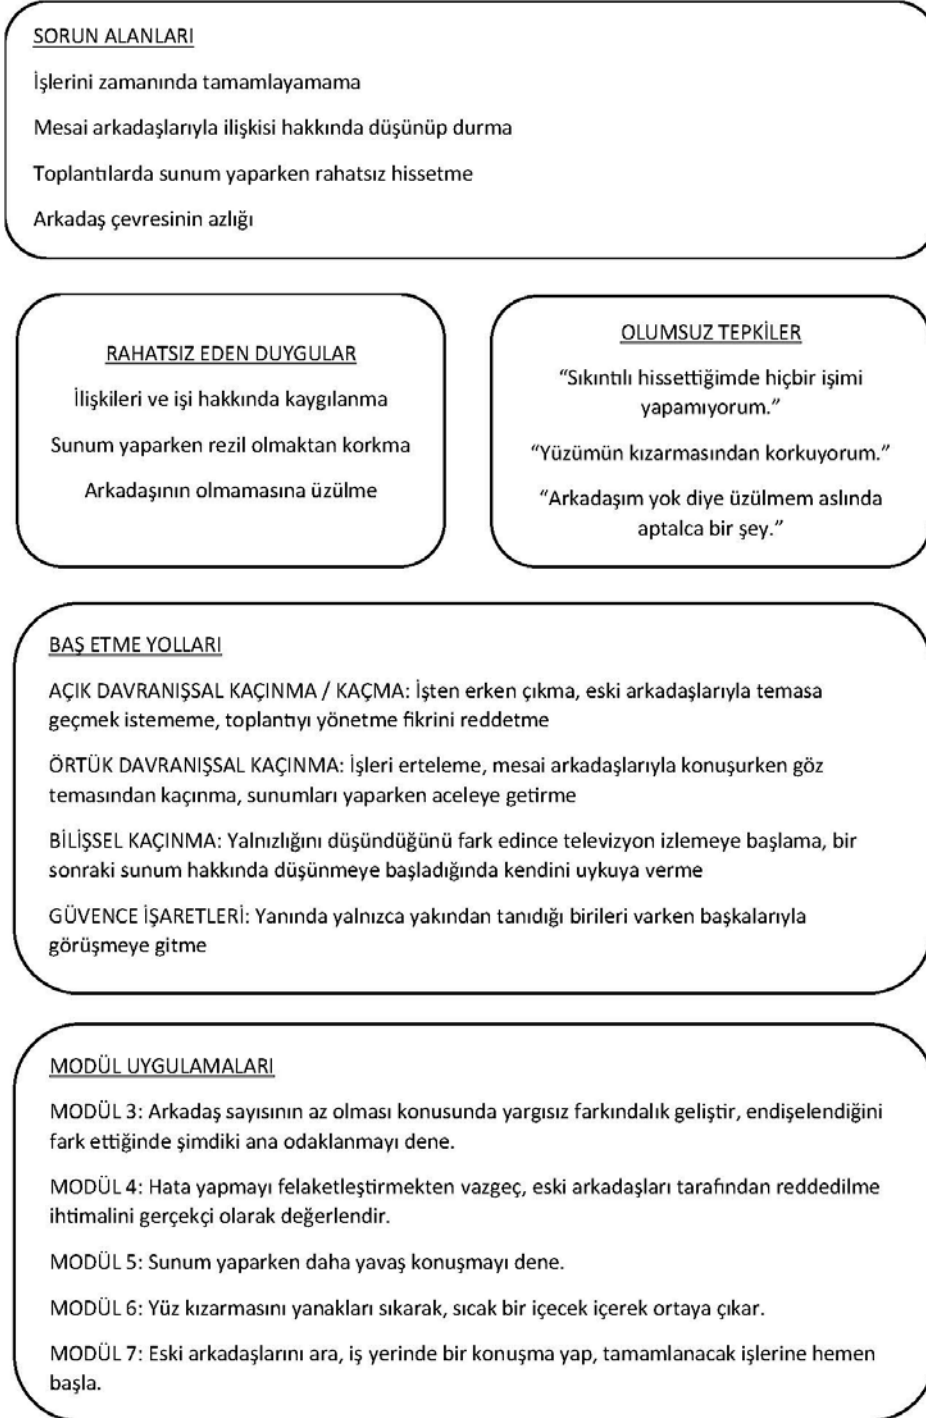 SORUN ALANLARI
İşlerini zamanında tamamlayamama
Mesai arkadaşlarıyla ilişkisi hakkında düşünüp durma
Toplantılarda sunum yaparken rahatsız hissetme
Arkadaş çevresinin azlığı
RAHATSIZ EDEN DUYGULAR
İlişkileri ve işi hakkında kaygılanma
Sunum yaparken rezil olmaktan korkma
Arkadaşının olmamasına üzülme
OLUMSUZ TEPKİLER
“Sıkıntılı hissettiğimde hiçbir işimi
yapamıyorum.”
“Yüzümün kızarmasından korkuyorum.”
“Arkadaşım yok diye üzülmem aslında
aptalca bir şey.”
BAŞ ETME YOLLARI
AÇIK DAVRANIŞSAL KAÇINMA / KAÇMA: İşten erken çıkma, eski arkadaşlarıyla temasa
geçmek istememe, toplantıyı yönetme fikrini reddetme
ÖRTÜK DAVRANIŞSAL KAÇINMA: İşleri erteleme, mesai arkadaşlarıyla konuşurken göz
temasından kaçınma, sunumları yaparken aceleye getirme
BİLİŞSEL KAÇINMA: Yalnızlığını düşündüğünü fark edince televizyon izlemeye başlama, bir
sonraki sunum hakkında düşünmeye başladığında kendini uykuya verme
GÜVENCE İŞARETLERİ: Yanında yalnızca yakından tanıdığı birileri varken başkalarıyla
görüşmeye gitme
MODÜL UYGULAMALARI
MODÜL 3: Arkadaş sayısının az olması konusunda yargısız farkındalık geliştir, endişelendiğini
fark ettiğinde şimdiki ana odaklanmayı dene.
MODÜL 4: Hata yapmayı felaketleştirmekten vazgeç, eski arkadaşları tarafından reddedilme
ihtimalini gerçekçi olarak değerlendir.
MODÜL 5: Sunum yaparken daha yavaş konuşmayı dene.
MODÜL 6: Yüz kızarmasını yanakları sıkarak, sıcak bir içecek içerek ortaya çıkar.
MODÜL 7: Eski arkadaşlarını ara, iş yerinde bir konuşma yap, tamamlanacak işlerine hemen
başla.